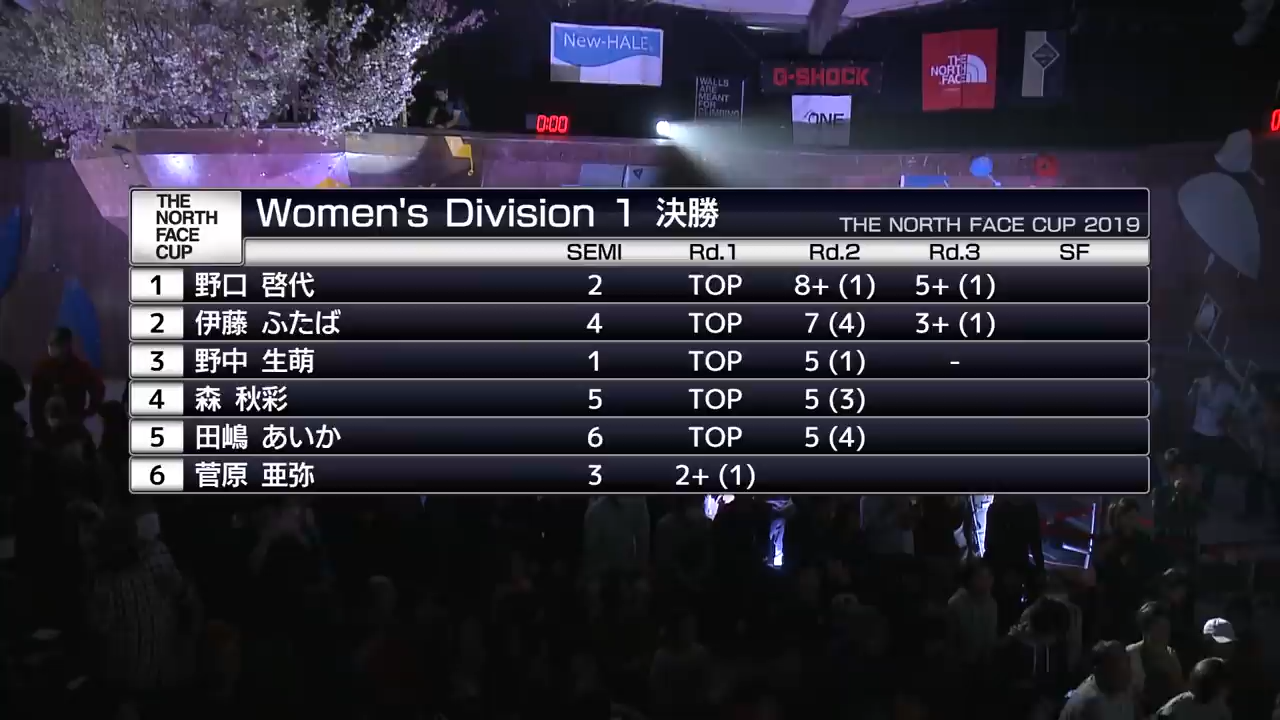 New-HALE
G-SHOCK
THE
NORTH
FACE
WALLS
ARE
MEANT
FOR
CLIMBING
ONE
0:00
THE
NORTH
FACE
CUP
Women's Division 1 決勝
THE NORTH FACE CUP 2019
SEMI Rd.1 Rd.2 Rd.3 SF
1 野口 啓代 2 TOP 8+ (1) 5+ (1)
2 伊藤 ふたば 4 TOP 7 (4) 3+ (1)
3 野中 生萌 1 TOP 5 (1) -
4 森 秋彩 5 TOP 5 (3)
5 田嶋 あいか 6 TOP 5 (4)
6 菅原 亜弥 3 2+ (1)